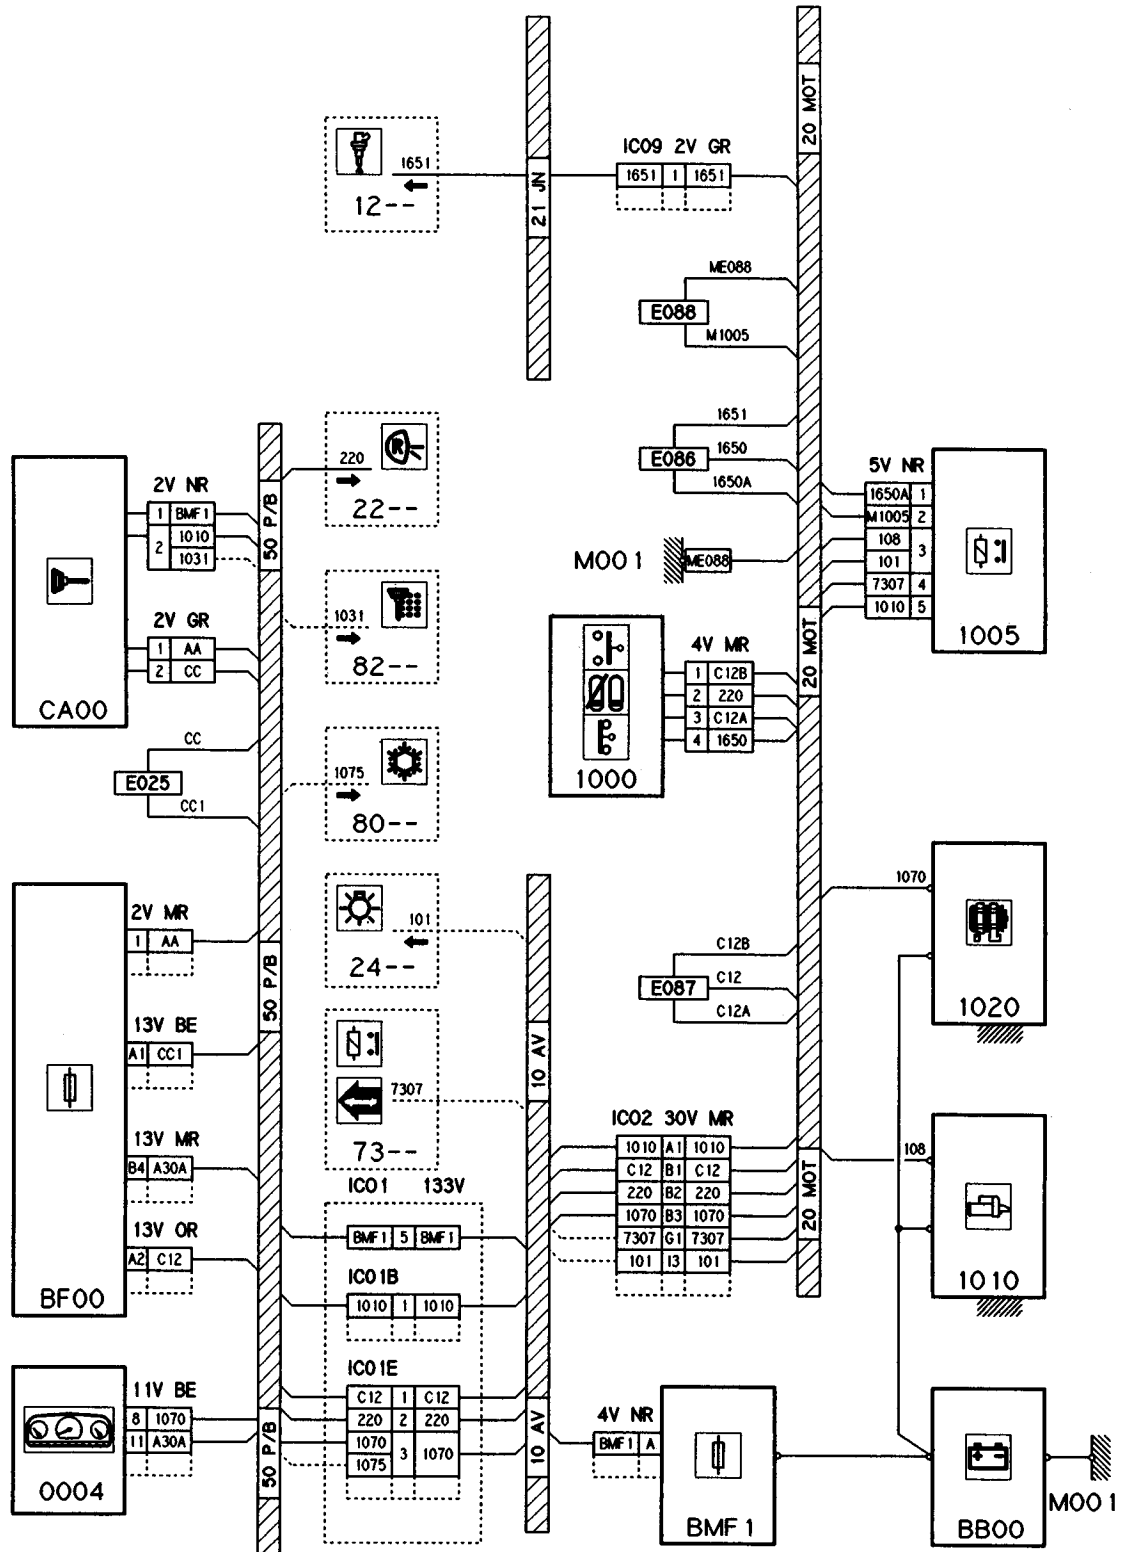 20 MOT
IC09 2V GR
1651 1 1651
1651
12--
21 JN
ME088
E088
M1005
220
22--
1651
E086
1650
1650A
5V NR
1650A 1
M1005 2
108
3
101
7307 4
1010 5
1005
2V NR
1 BMF1
2
1010
1031
50 P/B
M001
ME088
1031
82--
2V GR
1 AA
2 CC
CA00
4V MR
1 C12B
2 220
3 C12A
4 1650
1000
20 MOT
CC
E025
CC1
1075
80--
1070
1020
2V MR
1 AA
101
24--
50 P/B
C12B
E087
C12
C12A
13V BE
A1 CC1
7307
73--
10 AV
13V MR
B4 A30A
13V OR
A2 C12
BF00
IC01 133V
BMF1 5 BMF1
IC01B
1010 1 1010
IC01E
C12 1 C12
220 2 220
1070
3 1070
1075
IC02 30V MR
1010 A1 1010
C12 B1 C12
220 B2 220
1070 B3 1070
7307 G1 7307
101 I3 101
20 MOT
108
1010
11V BE
8 1070
11 A30A
0004
50 P/B
10 AV
4V NR
BMF1 A
BMF1
BB00
M001